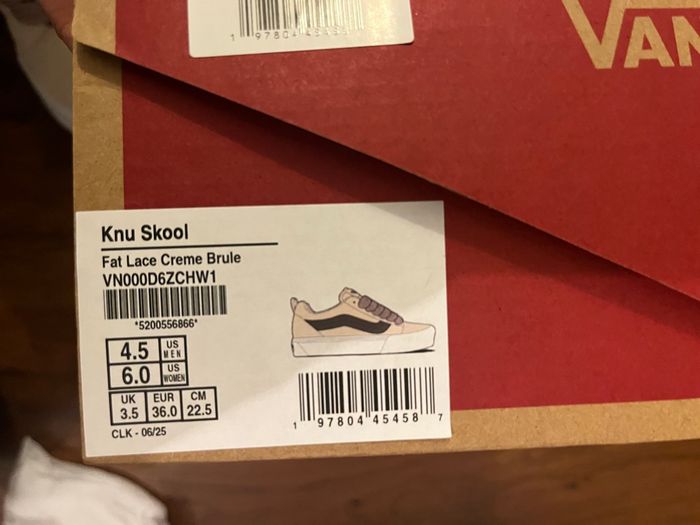 VAN
Knu Skool
Fat Lace Creme Brule
VN000D6ZCHW1
*5200556866*
4.5 US MEN
6.0 US WOMEN
UK EUR CM
3.5 36.0 22.5
CLK - 06/25
1 97804 45458 7